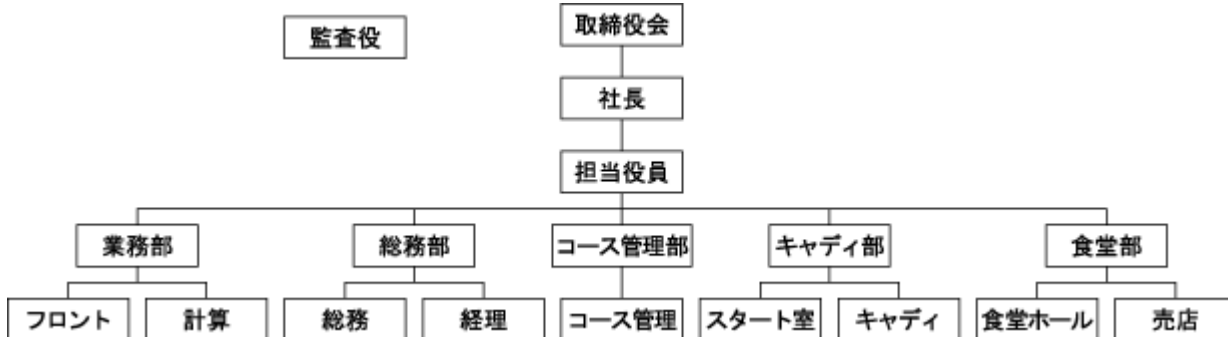 監査役
取締役会
社長
担当役員
業務部
総務部
コース管理部
キャディ部
食堂部
フロント
計算
総務
経理
コース管理
スタート室
キャディ
食堂ホール
売店